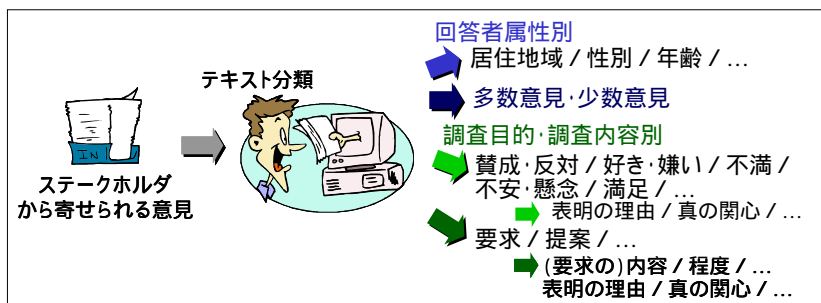 回答者属性別
居住地域 / 性別 / 年齢 / …
テキスト分類
多数意見・少数意見
調査目的・調査内容別
賛成・反対 / 好き・嫌い / 不満 /
不安・懸念 / 満足 / …
表明の理由 / 真の関心 / …
要求 / 提案 / …
(要求の)内容 / 程度 / …
表明の理由 / 真の関心 / …
ステークホルダ
から寄せられる意見